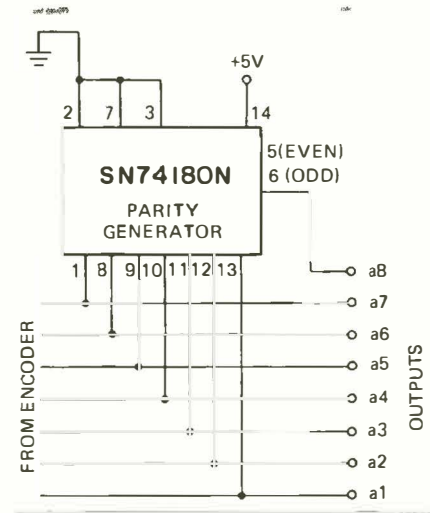 +5V
2 7 3 14
5(EVEN)
6 (ODD)
SN74180N
PARITY
GENERATOR
1 8 9 10 11 12 13
a8
a7
a6
a5
a4
a3
a2
a1
FROM ENCODER
OUTPUTS